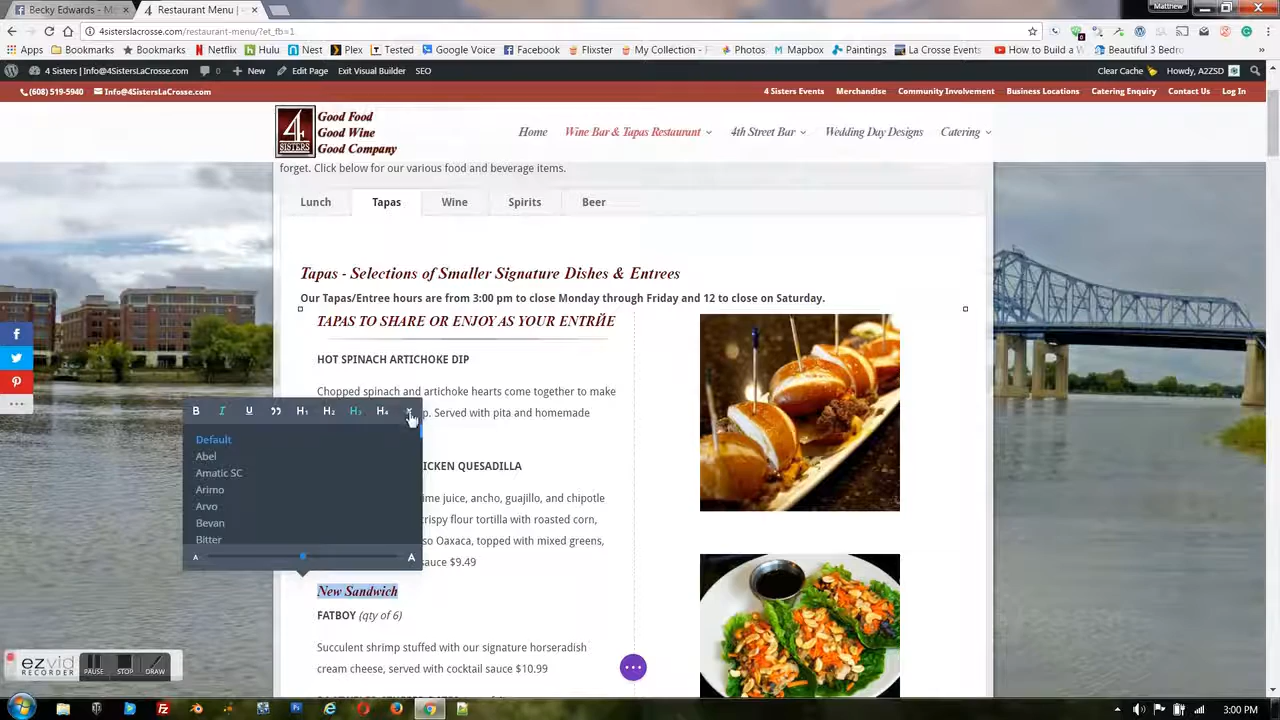 Becky Edwards - M
Restaurant Menu |
Matthew
4sisterslacrosse.com/restaurant-menu/?et_fb=1
Apps Bookmarks Bookmarks Netflix Hulu Plex Tested Google Voice Facebook Flixster My Collection - Photos Mapbox Paintings La Crosse Events How to Build a Beautiful 3 Bedro
4 Sisters | Info@4SistersLaCrosse.com 0 New Edit Page Exit Visual Builder SEO Clear Cache Howdy, A2ZSD
(608) 519-5940 Info@4SistersLaCrosse.com 4 Sisters Events Merchandise Community Involvement Business Locations Catering Enquiry Contact Us Log In
4 SISTERS
Good Food
Good Wine
Good Company
Home Wine Bar & Tapas Restaurant 4th Street Bar Wedding Day Designs Catering
forget. Click below for our various food and beverage items.
Lunch Tapas Wine Spirits Beer
Tapas - Selections of Smaller Signature Dishes & Entrees
Our Tapas/Entree hours are from 3:00 pm to close Monday through Friday and 12 to close on Saturday.
TAPAS TO SHARE OR ENJOY AS YOUR ENTRЙE
HOT SPINACH ARTICHOKE DIP
Chopped spinach and artichoke hearts come together to make
p. Served with pita and homemade
B I U H1 H2 H3 H4
Default
Abel
Amatic SC
Arimo
Arvo
Bevan
Bitter
A A
ICKEN QUESADILLA
ime juice, ancho, guajillo, and chipotle
crispy flour tortilla with roasted corn,
so Oaxaca, topped with mixed greens,
sauce $9.49
New Sandwich
FATBOY (qty of 6)
Succulent shrimp stuffed with our signature horseradish
cream cheese, served with cocktail sauce $10.99
ezvid
RECORDER
PAUSE STOP DRAW
3:00 PM